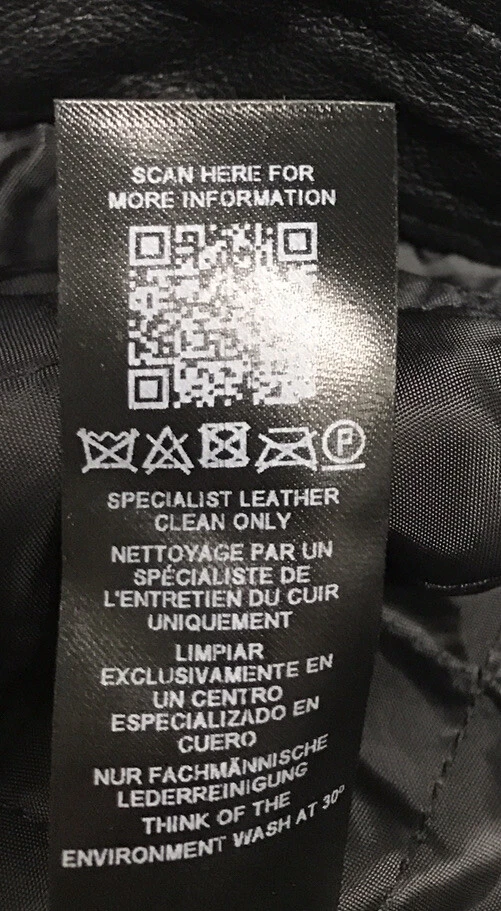 SCAN HERE FOR
MORE INFORMATION
P
SPECIALIST LEATHER
CLEAN ONLY
NETTOYAGE PAR UN
SPÉCIALISTE DE
L'ENTRETIEN DU CUIR
UNIQUEMENT
LIMPIAR
EXCLUSIVAMENTE EN
UN CENTRO
ESPECIALIZADO EN
CUERO
NUR FACHMÄNNISCHE
LEDERREINIGUNG
THINK OF THE
ENVIRONMENT WASH AT 30°